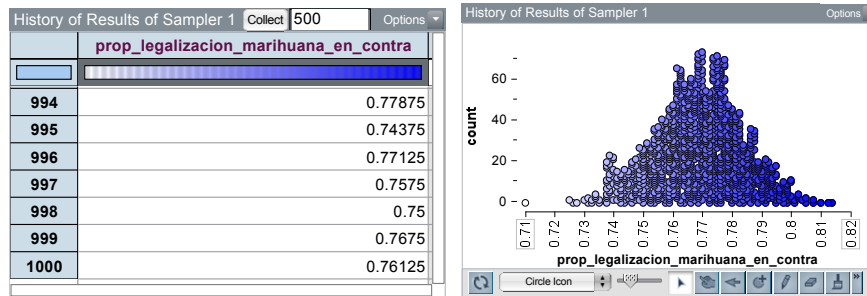 History of Results of Sampler 1 Collect 500 Options
prop_legalizacion_marihuana_en_contra
994 0.77875
995 0.74375
996 0.77125
997 0.7575
998 0.75
999 0.7675
1000 0.76125
History of Results of Sampler 1 Options
60
40
20
0
count
0.71 0.72 0.73 0.74 0.75 0.76 0.77 0.78 0.79 0.8 0.81 0.82
prop_legalizacion_marihuana_en_contra
Circle Icon